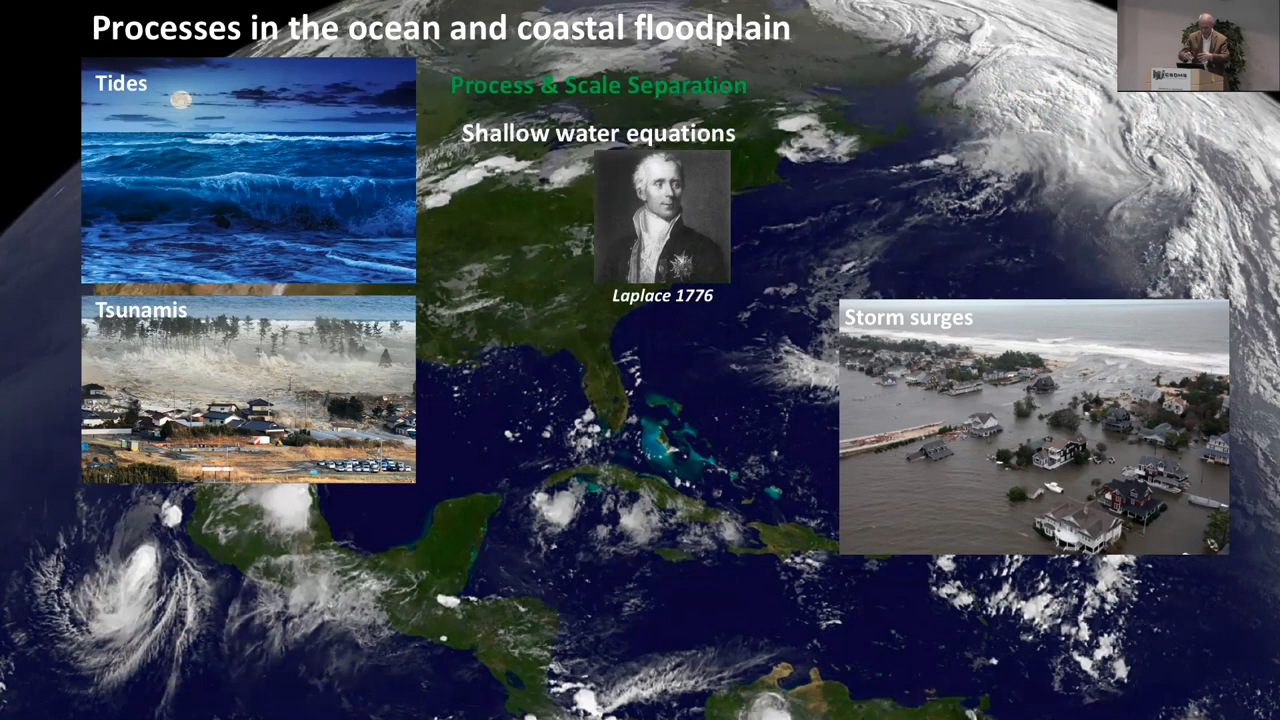 Processes in the ocean and coastal floodplain
Tides
Process & Scale Separation
Shallow water equations
Laplace 1776
Tsunamis
Storm surges
CSDMS